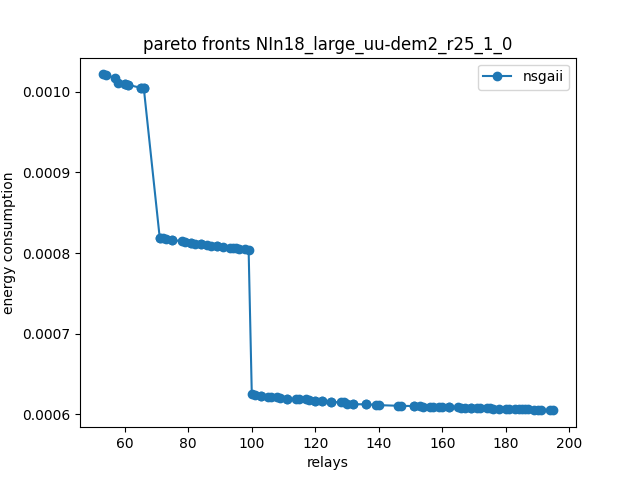 pareto fronts NIn18_large_uu-dem2_r25_1_0
nsgaii
energy consumption
0.0010
0.0009
0.0008
0.0007
0.0006
60 80 100 120 140 160 180 200
relays